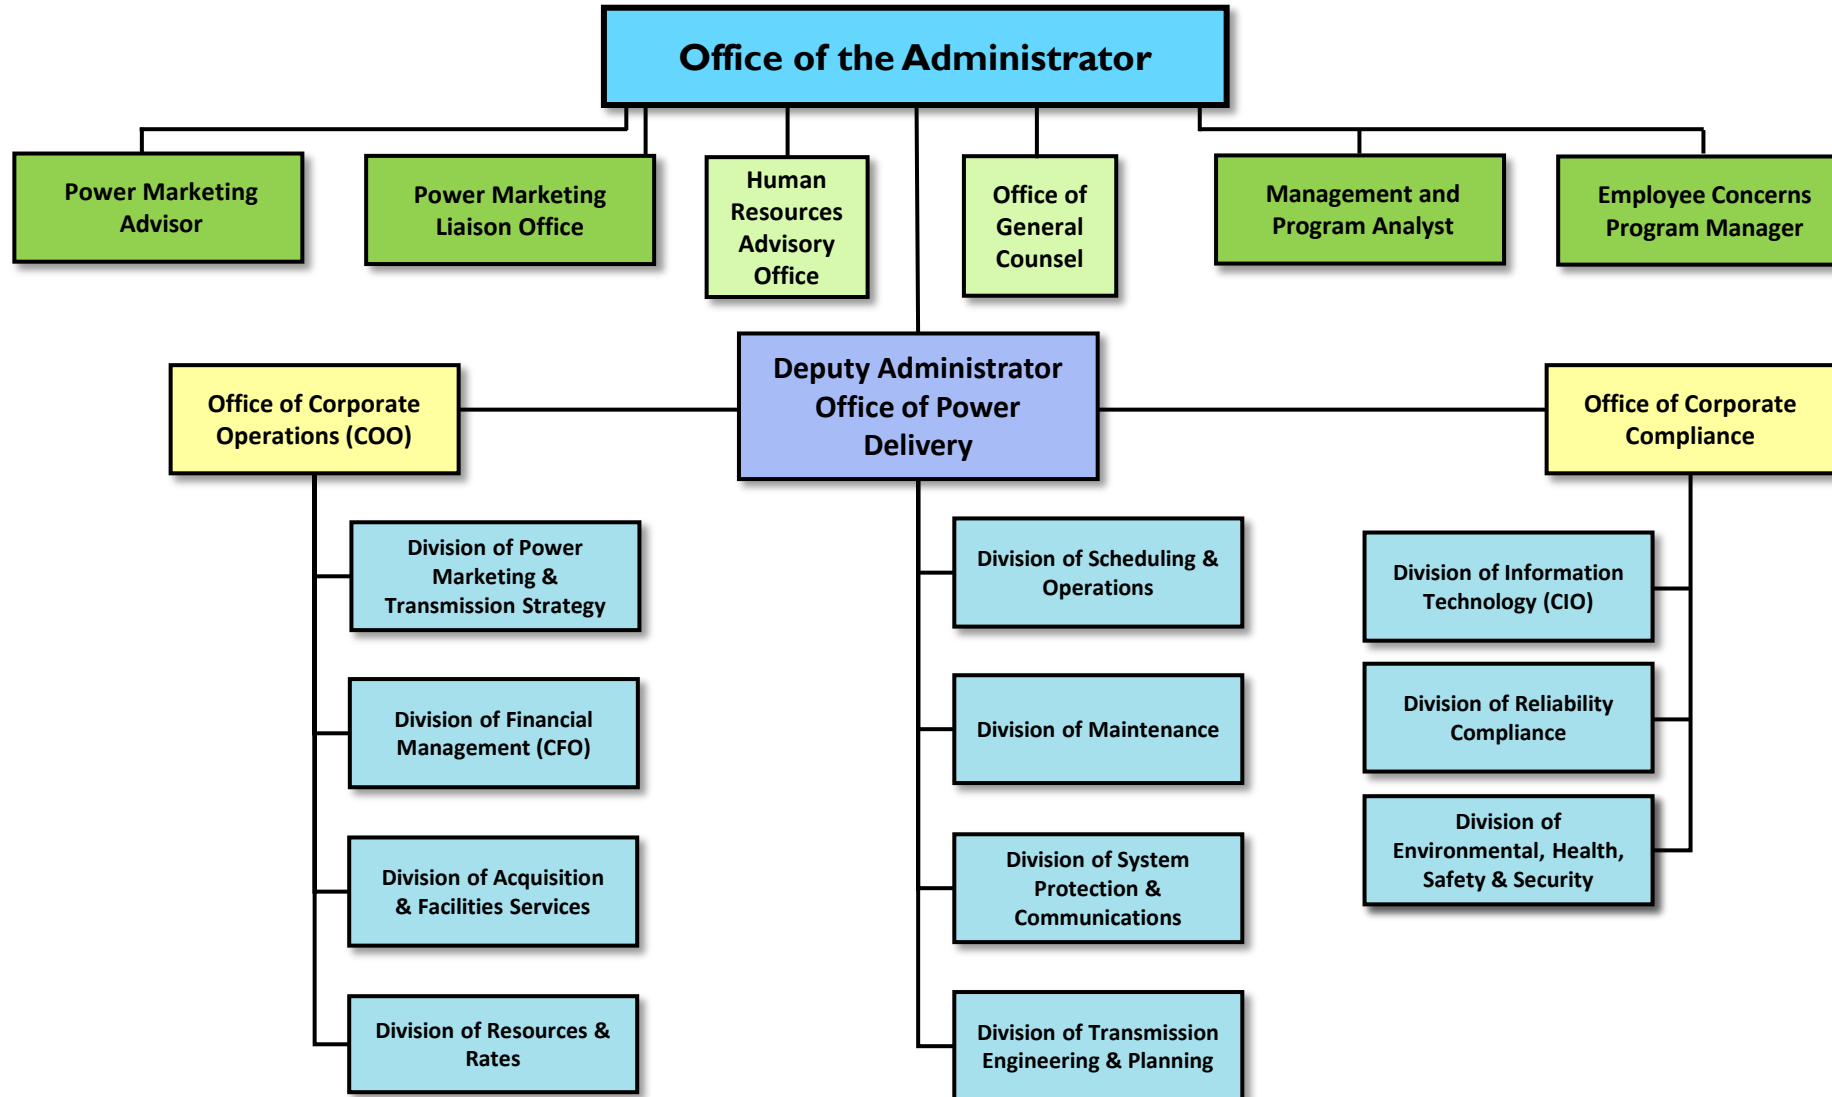 Office of the Administrator
Power Marketing
Advisor
Power Marketing
Liaison Office
Human
Resources
Advisory
Office
Office of
General
Counsel
Management and
Program Analyst
Employee Concerns
Program Manager
Office of Corporate
Operations (COO)
Deputy Administrator
Office of Power
Delivery
Office of Corporate
Compliance
Division of Power
Marketing &
Transmission Strategy
Division of Financial
Management (CFO)
Division of Acquisition
& Facilities Services
Division of Resources &
Rates
Division of Scheduling &
Operations
Division of Maintenance
Division of System
Protection &
Communications
Division of Transmission
Engineering & Planning
Division of Information
Technology (CIO)
Division of Reliability
Compliance
Division of
Environmental, Health,
Safety & Security